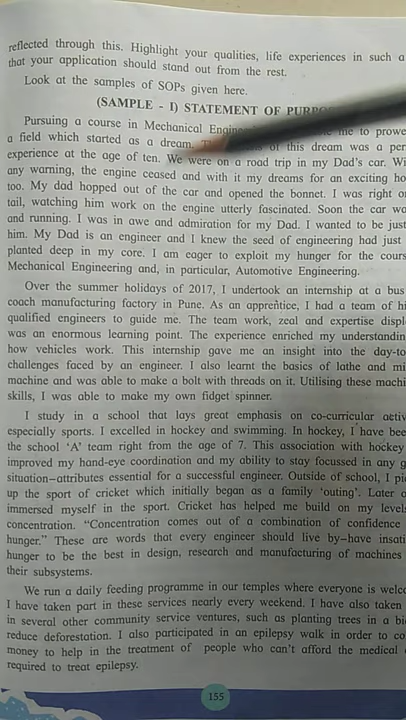 reflected through this. Highlight your qualities, life experiences in such a
that your application should stand out from the rest.
Look at the samples of SOPs given here.
(SAMPLE - I) STATEMENT OF
Pursuing a course in Mechanical me to prowe
a field which started as a dream. of this dream was a per
experience at the age of ten. We were on a road trip in my Dad's car. Wi
any warning, the engine ceased and with it my dreams for an exciting ho
too. My dad hopped out of the car and opened the bonnet. I was right o
tail, watching him work on the engine utterly fascinated. Soon the car wa
and running. I was in awe and admiration for my Dad. I wanted to be just
him. My Dad is an engineer and I knew the seed of engineering had just
planted deep in my core. I am eager to exploit my hunger for the cours
Mechanical Engineering and, in particular, Automotive Engineering.
Over the summer holidays of 2017, I undertook an internship at a bus
coach manufacturing factory in Pune. As an apprentice, I had a team of hi
qualified engineers to guide me. The team work, zeal and expertise displ
was an enormous learning point. The experience enriched my understandin
how vehicles work. This internship gave me an insight into the day-to
challenges faced by an engineer. I also learnt the basics of lathe and mi
machine and was able to make a bolt with threads on it. Utilising these machi
skills, I was able to make my own fidget spinner.
I study in a school that lays great emphasis on co-curricular activ
especially sports. I excelled in hockey and swimming. In hockey, I have bee
the school 'A' team right from the age of 7. This association with hockey
improved my hand-eye coordination and my ability to stay focussed in any g
situation–attributes essential for a successful engineer. Outside of school, I pi
up the sport of cricket which initially began as a family 'outing'. Later o
immersed myself in the sport. Cricket has helped me build on my level
concentration. "Concentration comes out of a combination of confidence
hunger." These are words that every engineer should live by–have insati
hunger to be the best in design, research and manufacturing of machines
their subsystems.
We run a daily feeding programme in our temples where everyone is welco
I have taken part in these services nearly every weekend. I have also taken
in several other community service ventures, such as planting trees in a bi
reduce deforestation. I also participated in an epilepsy walk in order to co
money to help in the treatment of people who can't afford the medical
required to treat epilepsy.
155